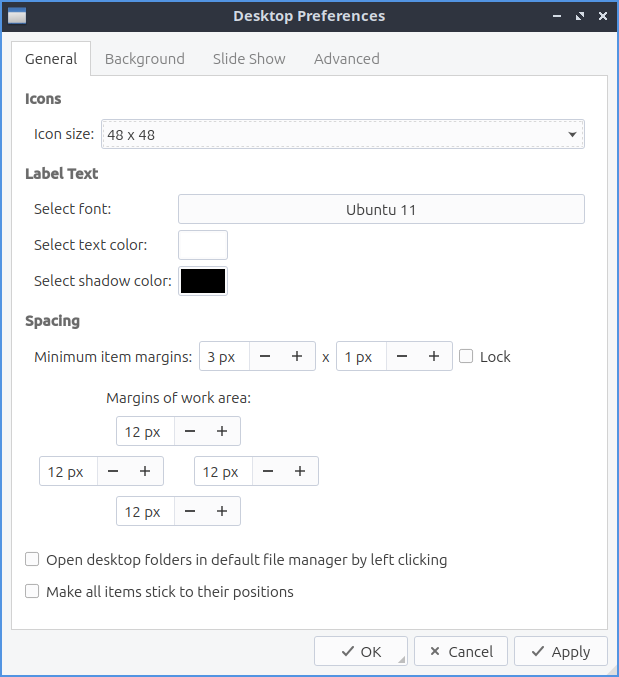 Desktop Preferences
General Background Slide Show Advanced
Icons
Icon size: 48 x 48
Label Text
Select font: Ubuntu 11
Select text color:
Select shadow color:
Spacing
Minimum item margins: 3 px x 1 px Lock
Margins of work area:
12 px
12 px 12 px
12 px
Open desktop folders in default file manager by left clicking
Make all items stick to their positions
OK Cancel Apply